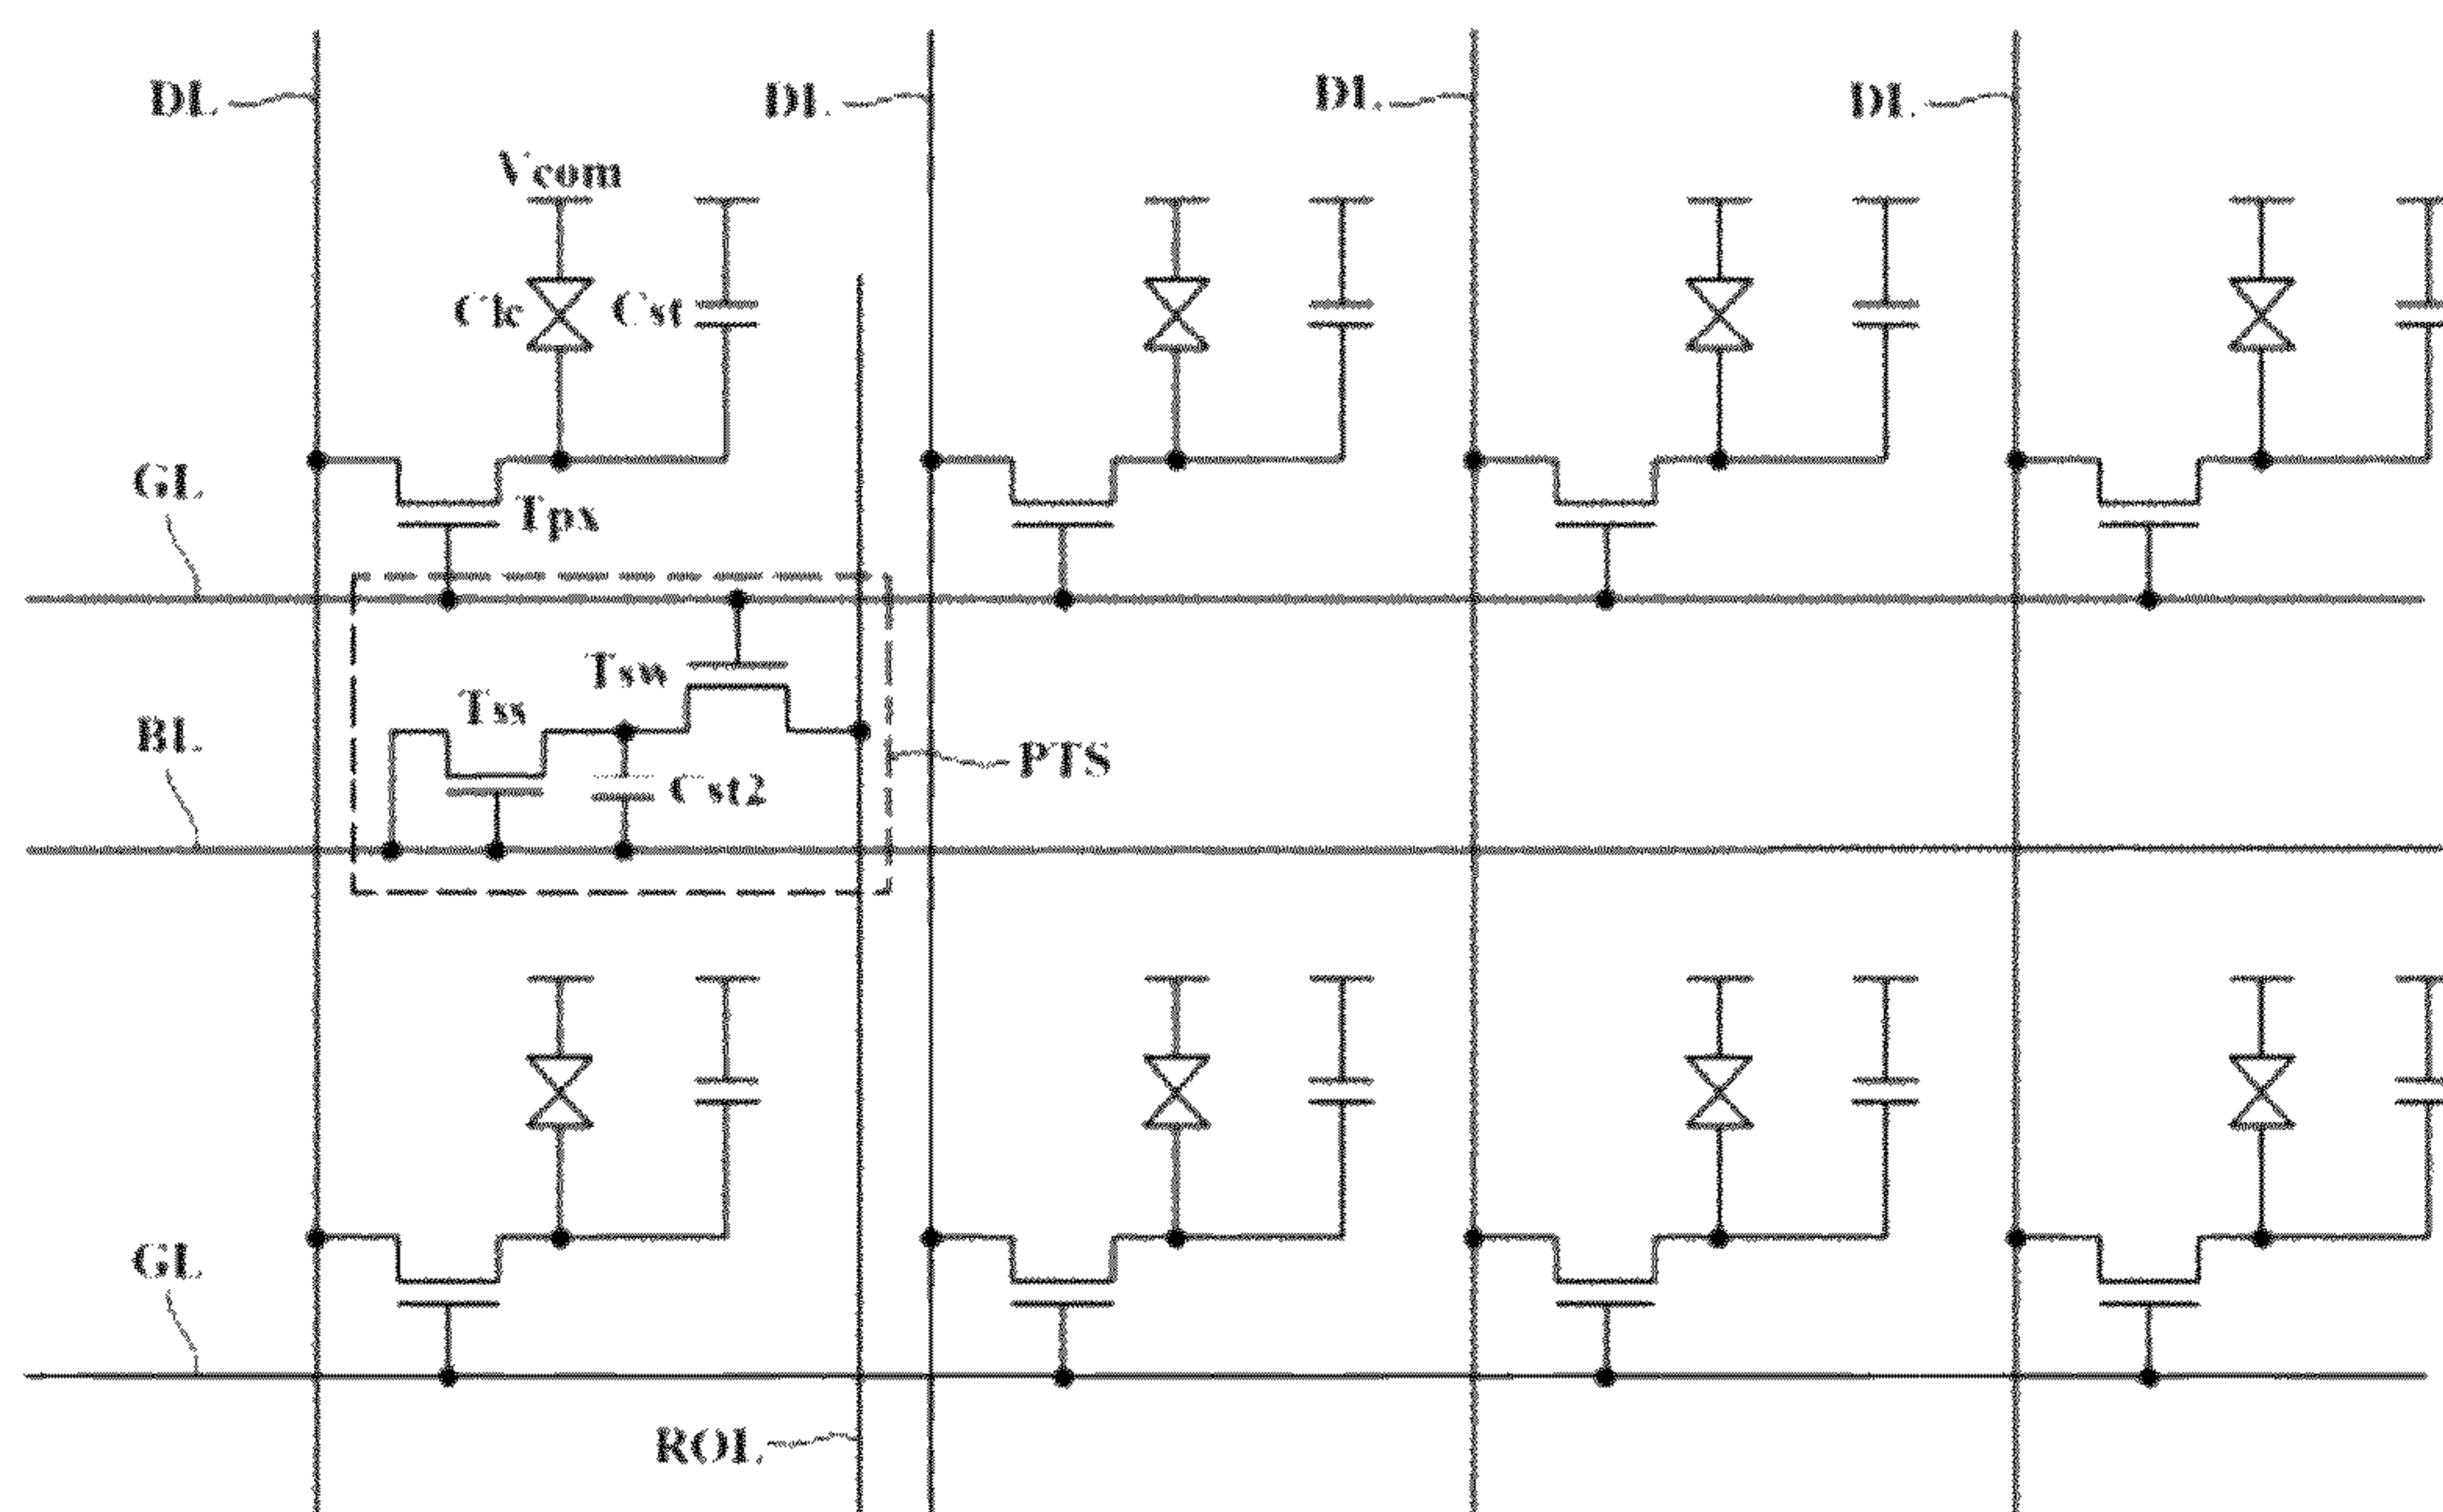 DL DL DL DL
Vcom
Clc Cst
GL
Tpx
Tsw
Tss
BL
PTS
Cst2
GL
ROL